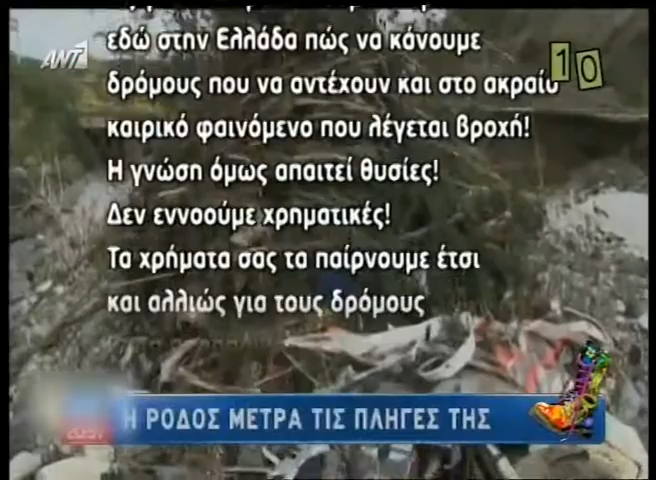 εδώ στην Ελλάδα πώς να κάνουμε
ΑΝΤ1
10
δρόμους που να αντέχουν και στο ακραίο
καιρικό φαινόμενο που λέγεται βροχή!
Η γνώση όμως απαιτεί θυσίες!
Δεν εννοούμε χρηματικές!
Τα χρήματα σας τα παίρνουμε έτσι
και αλλιώς για τους δρόμους
Η ΡΟΔΟΣ ΜΕΤΡΑ ΤΙΣ ΠΛΗΓΕΣ ΤΗΣ